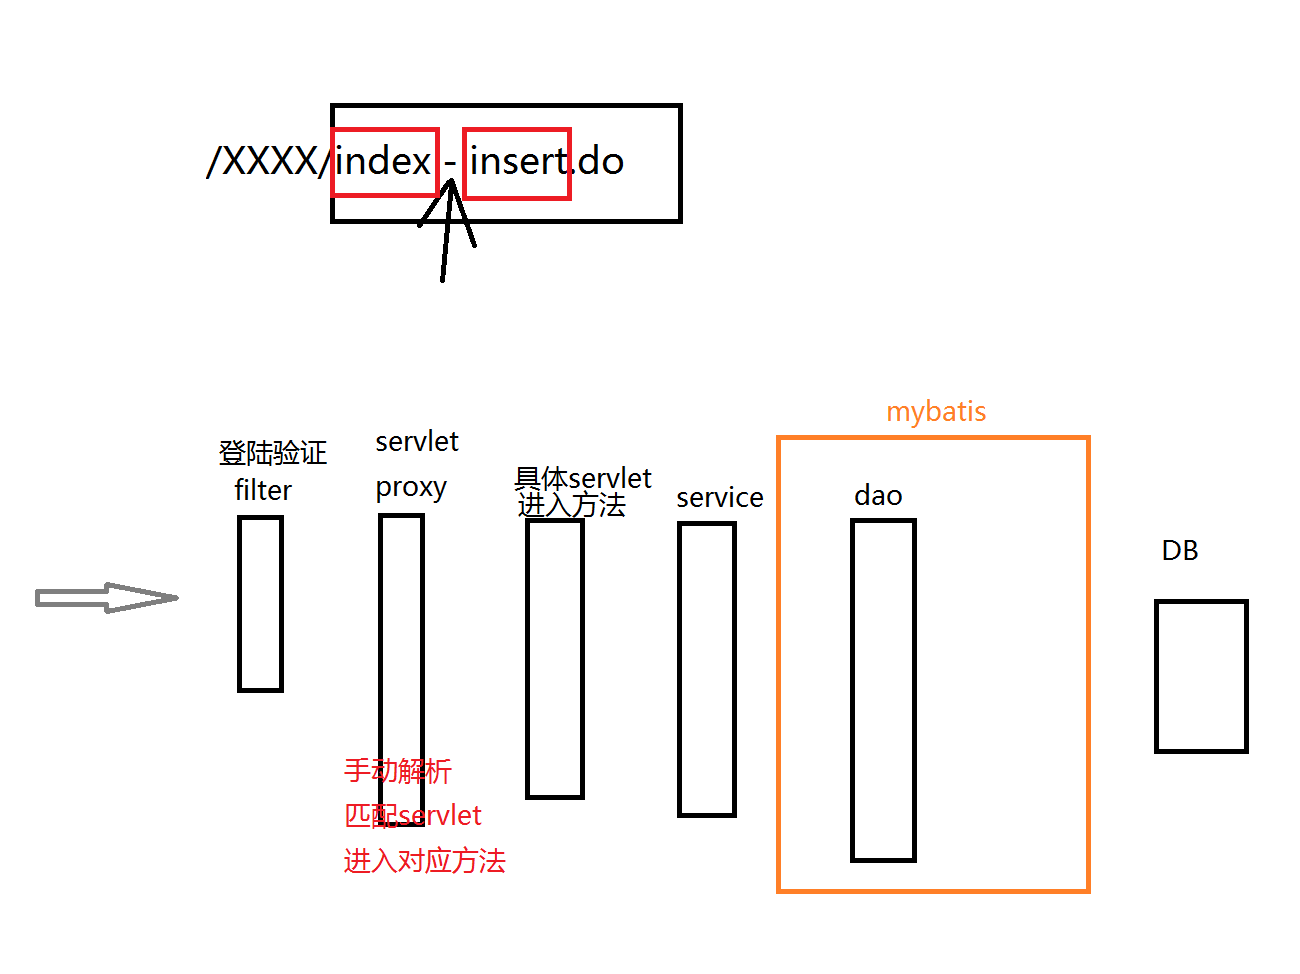 /XXXX/index - insert.do
mybatis
登陆验证
filter
servlet
proxy
具体servlet
进入方法
service
dao
DB
手动解析
匹配servlet
进入对应方法